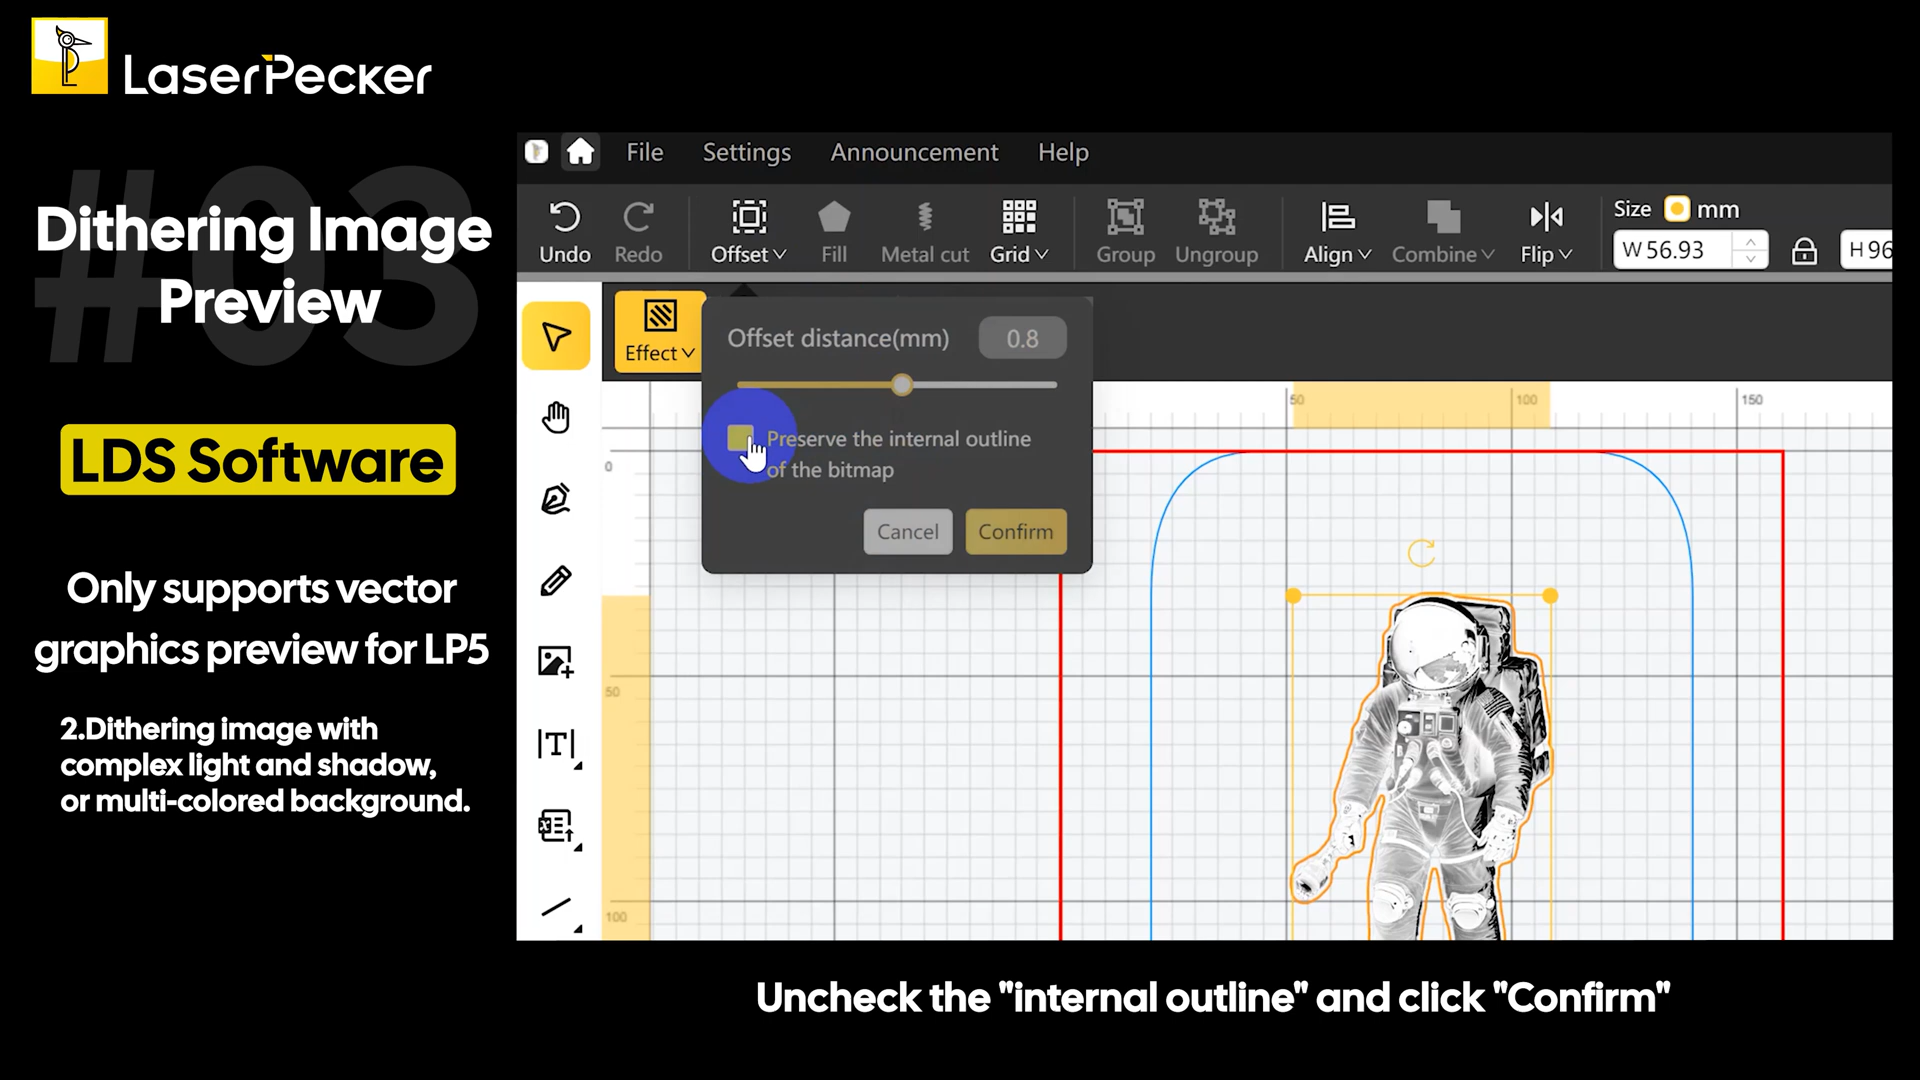 LaserPecker
#03
Dithering Image
Preview
LDS Software
Only supports vector
graphics preview for LP5
2.Dithering image with
complex light and shadow,
or multi-colored background.
File Settings Announcement Help
Undo Redo Offset Fill Metal cut Grid Group Ungroup Align Combine Flip
Size mm
W 56.93 H 96
Effect
Offset distance(mm) 0.8
Preserve the internal outline
of the bitmap
Cancel Confirm
50 100 150
0
50
100
T
Uncheck the "internal outline" and click "Confirm"